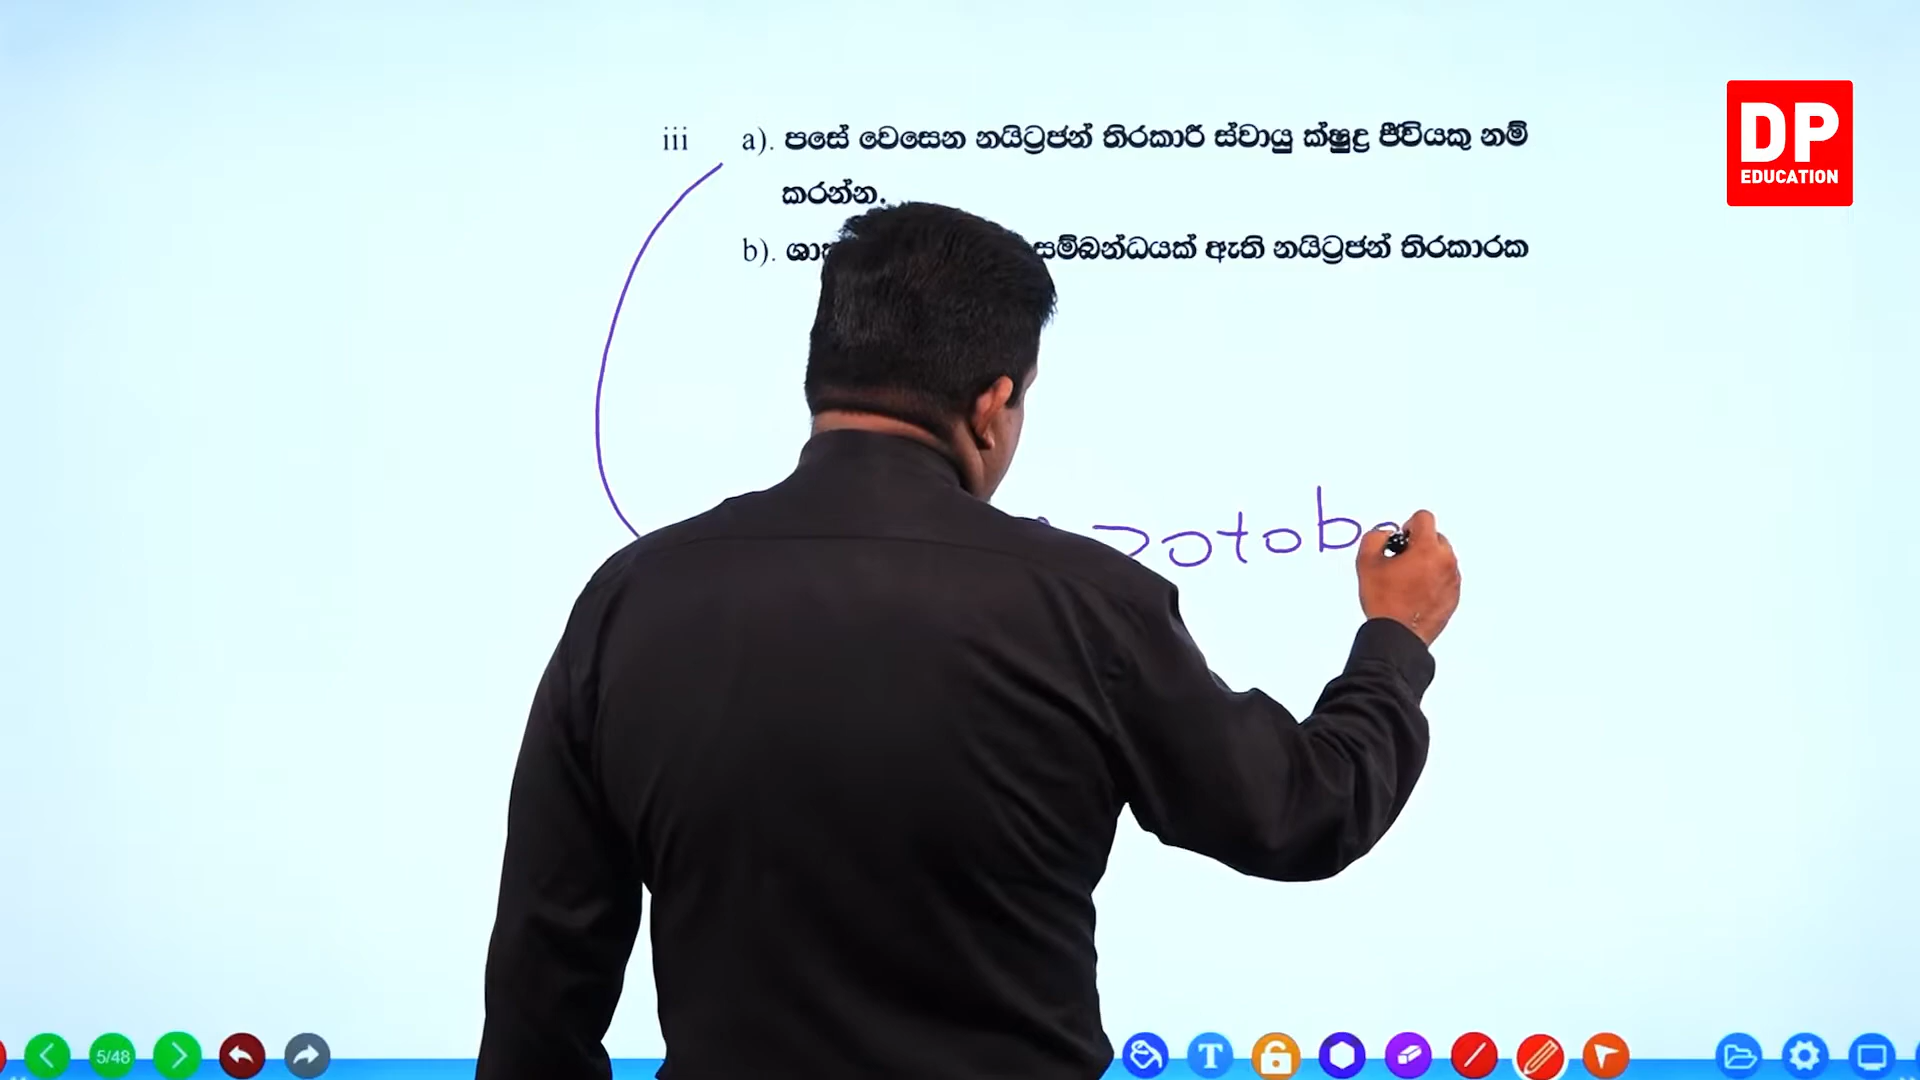 DP
EDUCATION
iii a). පසේ වෙසෙන නයිට්‍රජන් තිරකාරී ස්වායු ක්ෂුද්‍ර ජීවියකු නම්
කරන්න.
b). සම්බන්ධයක් ඇති නයිට්‍රජන් තිරකාරක
5/48
T